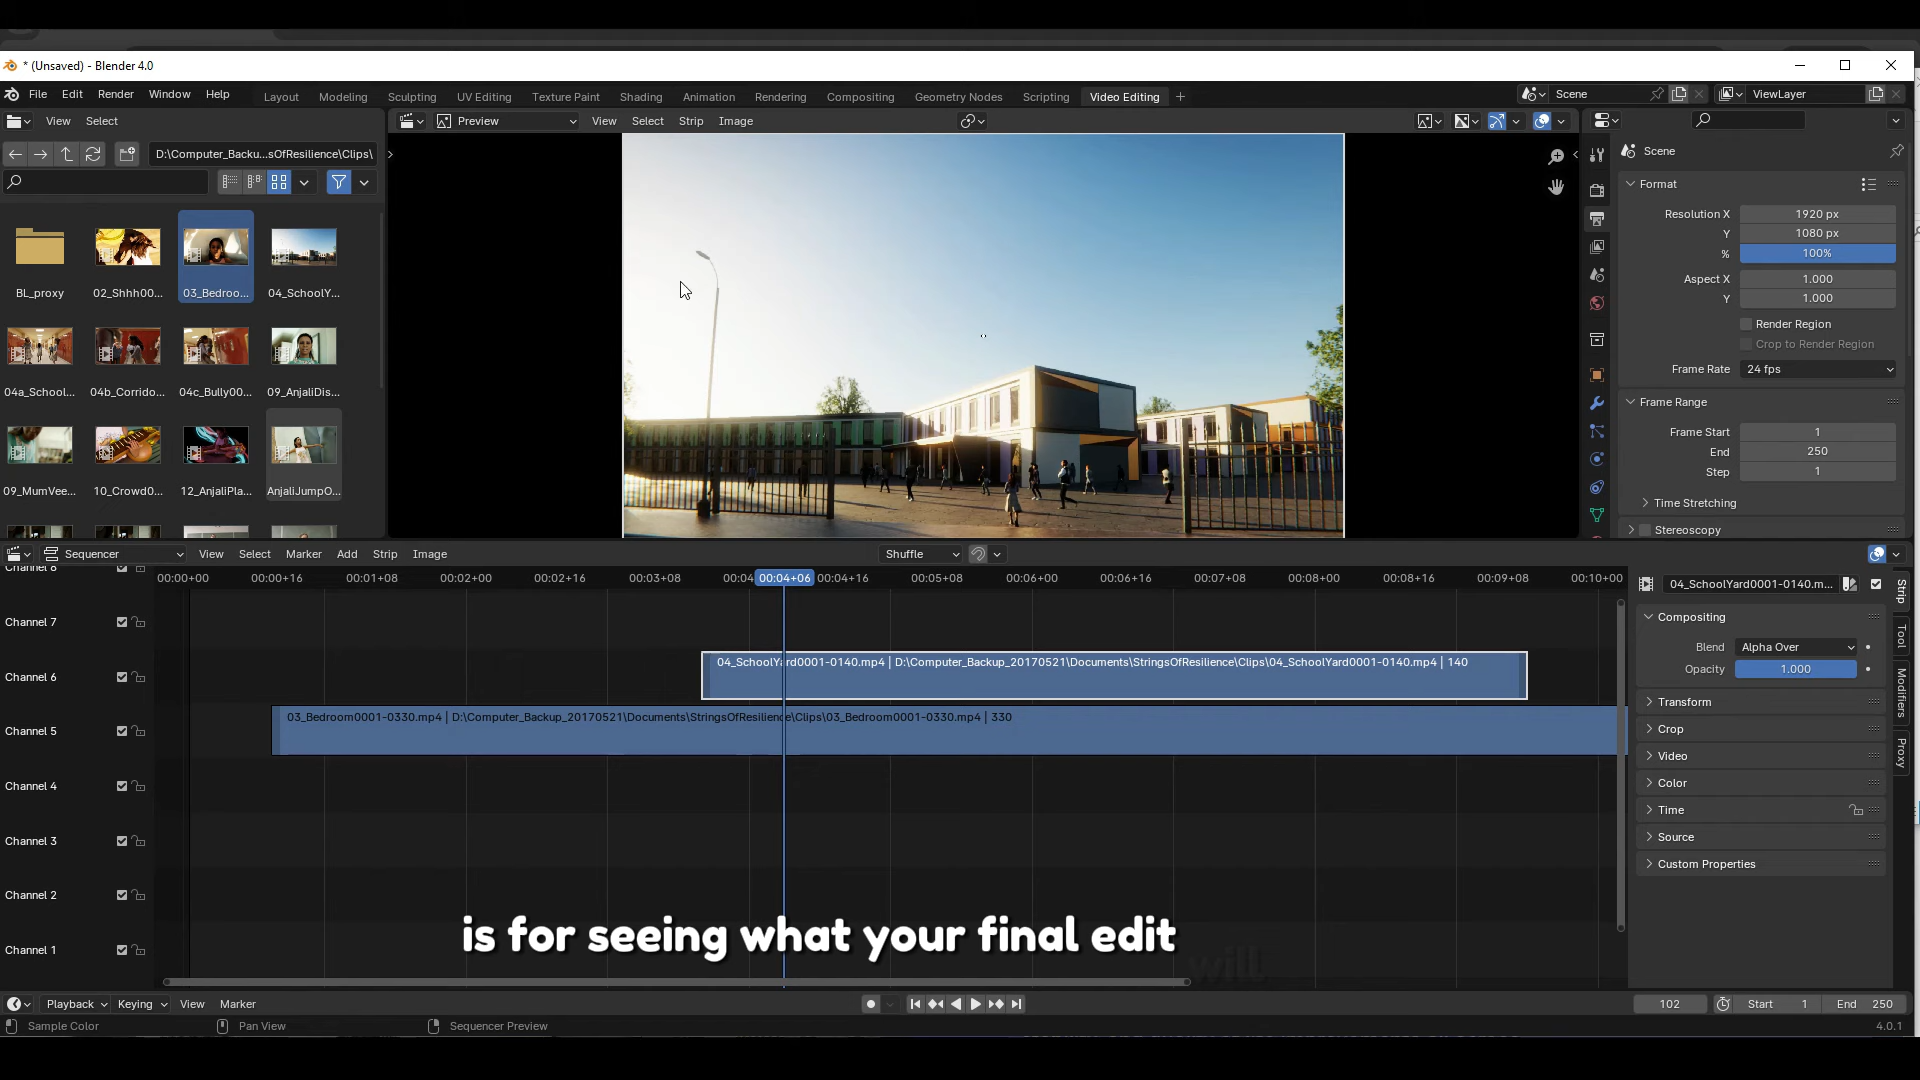 * (Unsaved) - Blender 4.0
File Edit Render Window Help
Layout Modeling Sculpting UV Editing Texture Paint Shading Animation Rendering Compositing Geometry Nodes Scripting Video Editing
Scene
ViewLayer
View Select
Preview View Select Strip Image
D:\Computer_Backu...sOfResilience\Clips\
BL_proxy 02_Shhh00... 03_Bedroo... 04_SchoolY...
04a_School... 04b_Corrido... 04c_Bully00... 09_AnjaliDis...
09_MumVee... 10_Crowd0... 12_AnjaliPla... AnjaliJumpO...
Scene
Format
Resolution X 1920 px
Y 1080 px
% 100%
Aspect X 1.000
Y 1.000
Render Region
Crop to Render Region
Frame Rate 24 fps
Frame Range
Frame Start 1
End 250
Step 1
Time Stretching
Stereoscopy
Sequencer View Select Marker Add Strip Image Shuffle
Channel 8
00:00+00 00:00+16 00:01+08 00:02+00 00:02+16 00:03+08 00:04 00:04+06 00:04+16 00:05+08 00:06+00 00:06+16 00:07+08 00:08+00 00:08+16 00:09+08 00:10+00
Channel 7
Channel 6
04_SchoolYard0001-0140.mp4 | D:\Computer_Backup_20170521\Documents\StringsOfResilience\Clips\04_SchoolYard0001-0140.mp4 | 140
Channel 5
03_Bedroom0001-0330.mp4 | D:\Computer_Backup_20170521\Documents\StringsOfResilience\Clips\03_Bedroom0001-0330.mp4 | 330
Channel 4
Channel 3
Channel 2
Channel 1
04_SchoolYard0001-0140.m...
Compositing
Blend Alpha Over
Opacity 1.000
Transform
Crop
Video
Color
Time
Source
Custom Properties
Strip
Tool
Modifiers
Proxy
is for seeing what your final edit
will
Playback Keying View Marker
102 Start 1 End 250
Sample Color Pan View Sequencer Preview
4.0.1